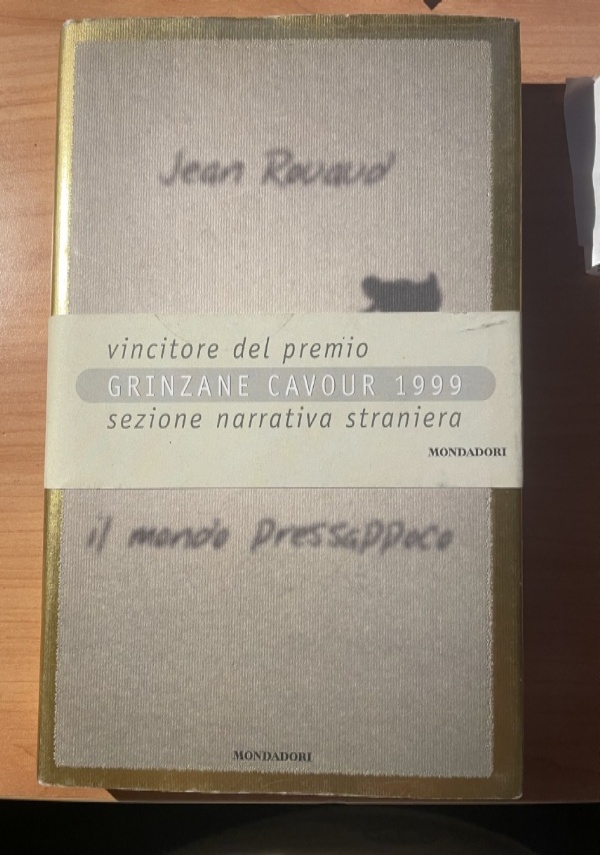 Jean Rouaud
vincitore del premio
GRINZANE CAVOUR 1999
sezione narrativa straniera
MONDADORI
il mondo pressappoco
MONDADORI